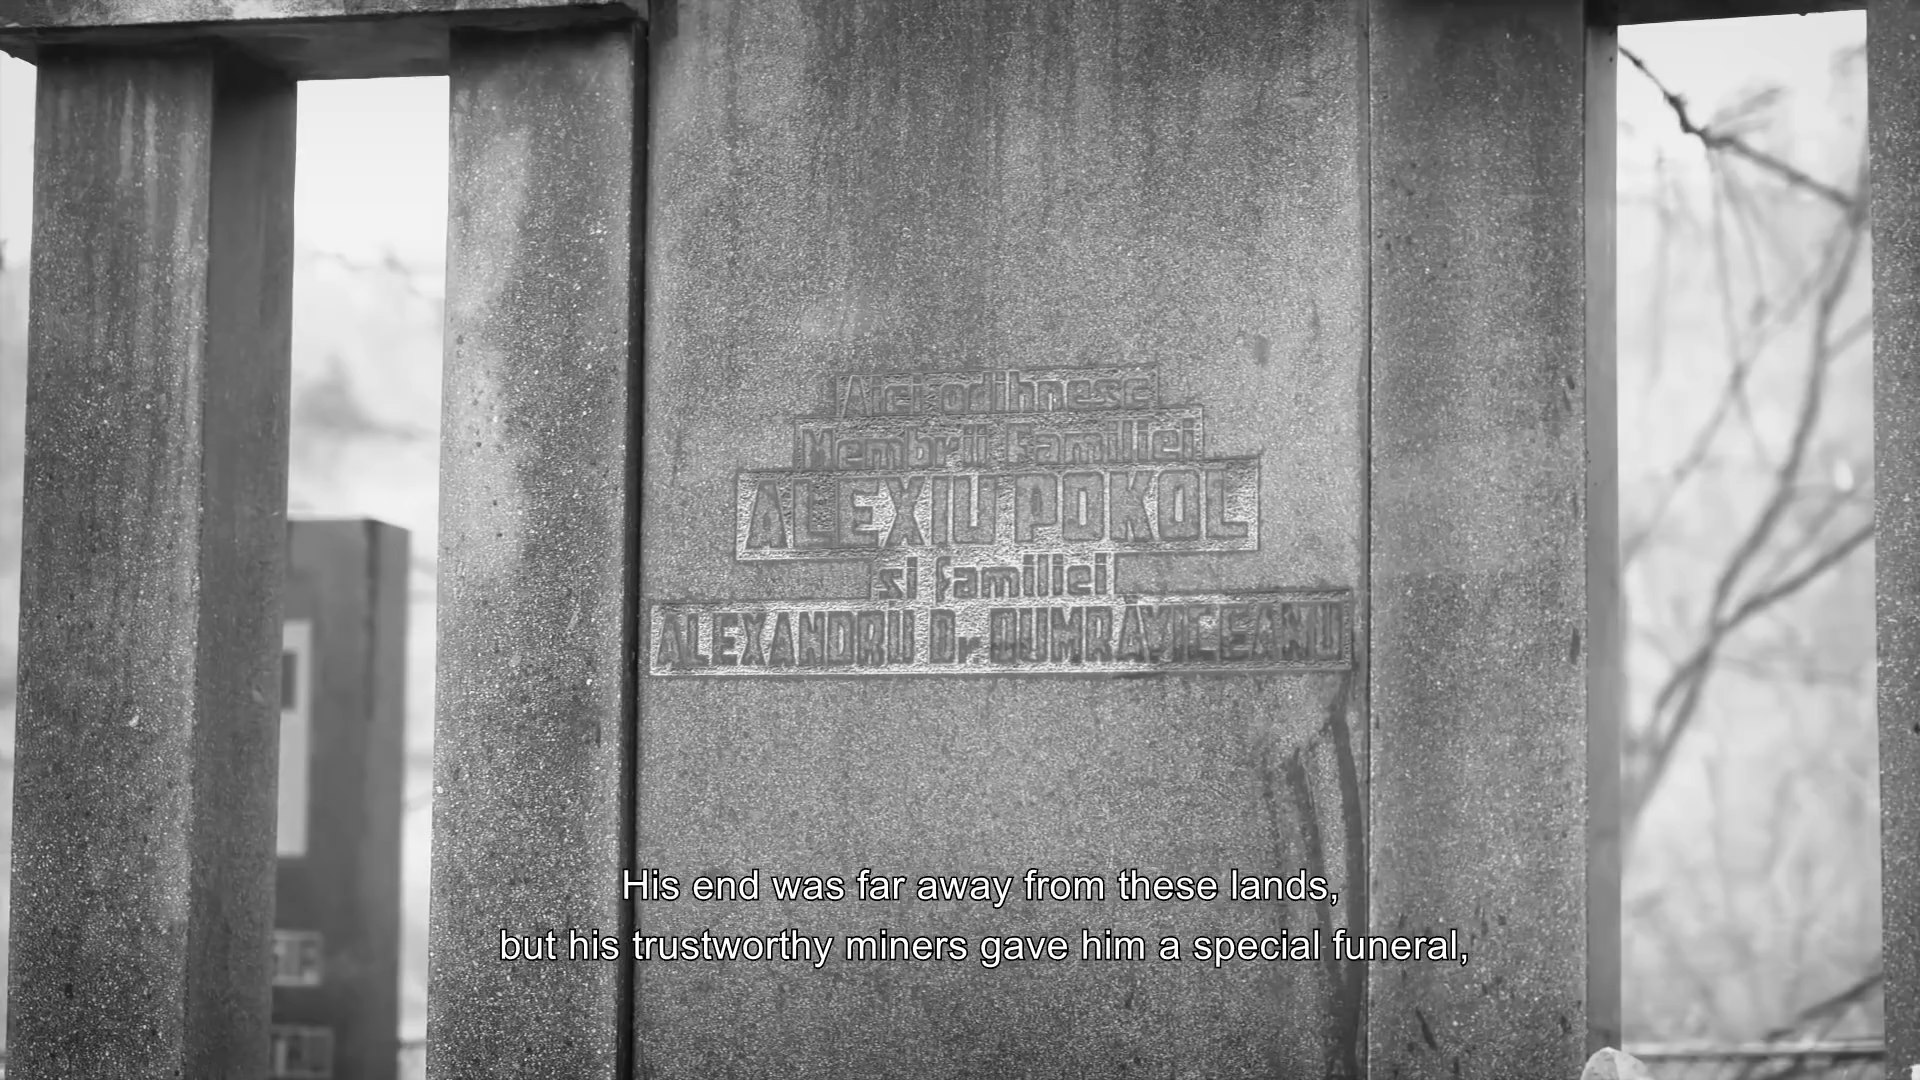 Aici odihnesc
Membrii Familiei
ALEXIU POKOL
si familiei
ALEXANDRU Dr DUMBRAVICEANU
His end was far away from these lands,
but his trustworthy miners gave him a special funeral,